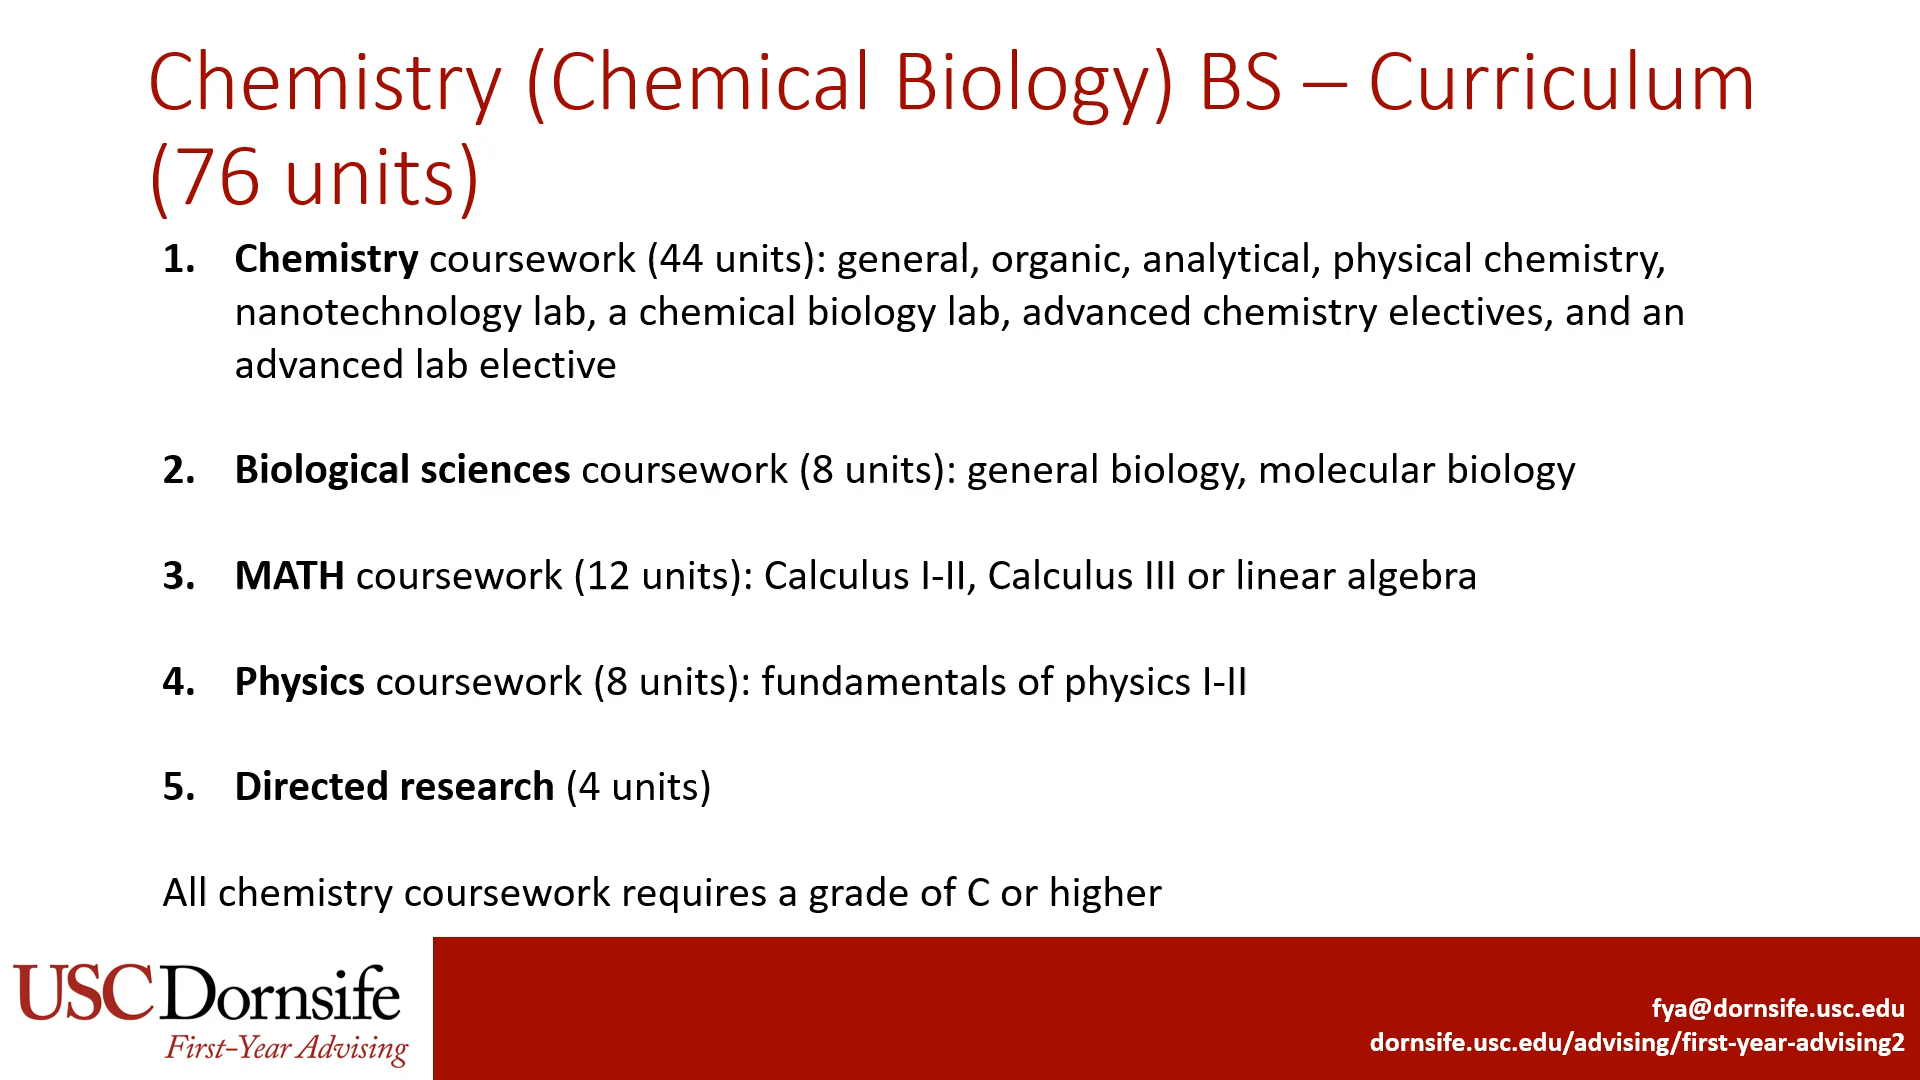 Chemistry (Chemical Biology) BS – Curriculum
(76 units)
1. Chemistry coursework (44 units): general, organic, analytical, physical chemistry,
nanotechnology lab, a chemical biology lab, advanced chemistry electives, and an
advanced lab elective
2. Biological sciences coursework (8 units): general biology, molecular biology
3. MATH coursework (12 units): Calculus I-II, Calculus III or linear algebra
4. Physics coursework (8 units): fundamentals of physics I-II
5. Directed research (4 units)
All chemistry coursework requires a grade of C or higher
USC Dornsife
First-Year Advising
fya@dornsife.usc.edu
dornsife.usc.edu/advising/first-year-advising2